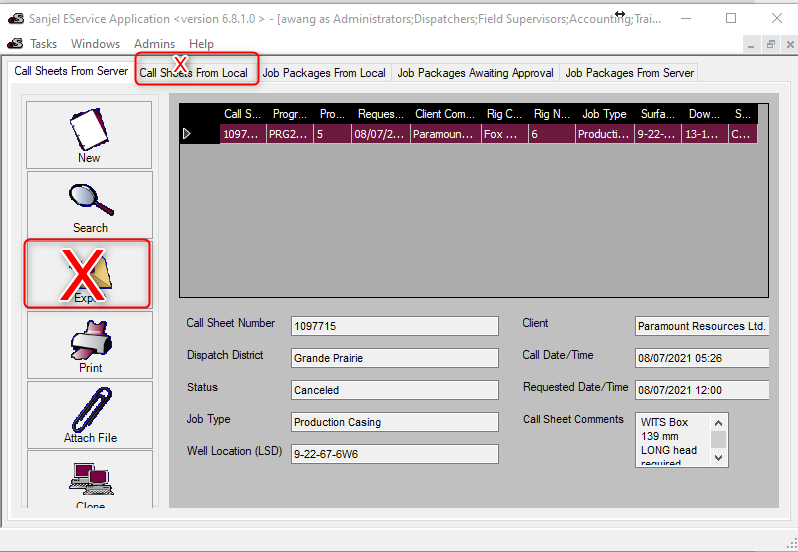 Sanjel EService Application <version 6.8.1.0 > - [awang as Administrators;Dispatchers;Field Supervisors;Accounting;Trai...
Tasks Windows Admins Help
Call Sheets From Server Call Sheets From Local Job Packages From Local Job Packages Awaiting Approval Job Packages From Server
X
New
Search
X
Export
Print
Attach File
Clone
Call S... Progr... Pro... Reques... Client Com... Rig C... Rig N... Job Type Surfa... Dow... S...
1097... PRG2... 5 08/07/2... Paramoun... Fox ... 6 Producti... 9-22-... 13-1... C...
Call Sheet Number 1097715 Client Paramount Resources Ltd.
Dispatch District Grande Prairie Call Date/Time 08/07/2021 05:26
Status Canceled Requested Date/Time 08/07/2021 12:00
Job Type Production Casing Call Sheet Comments WITS Box
139 mm
LONG head
required
Well Location (LSD) 9-22-67-6W6